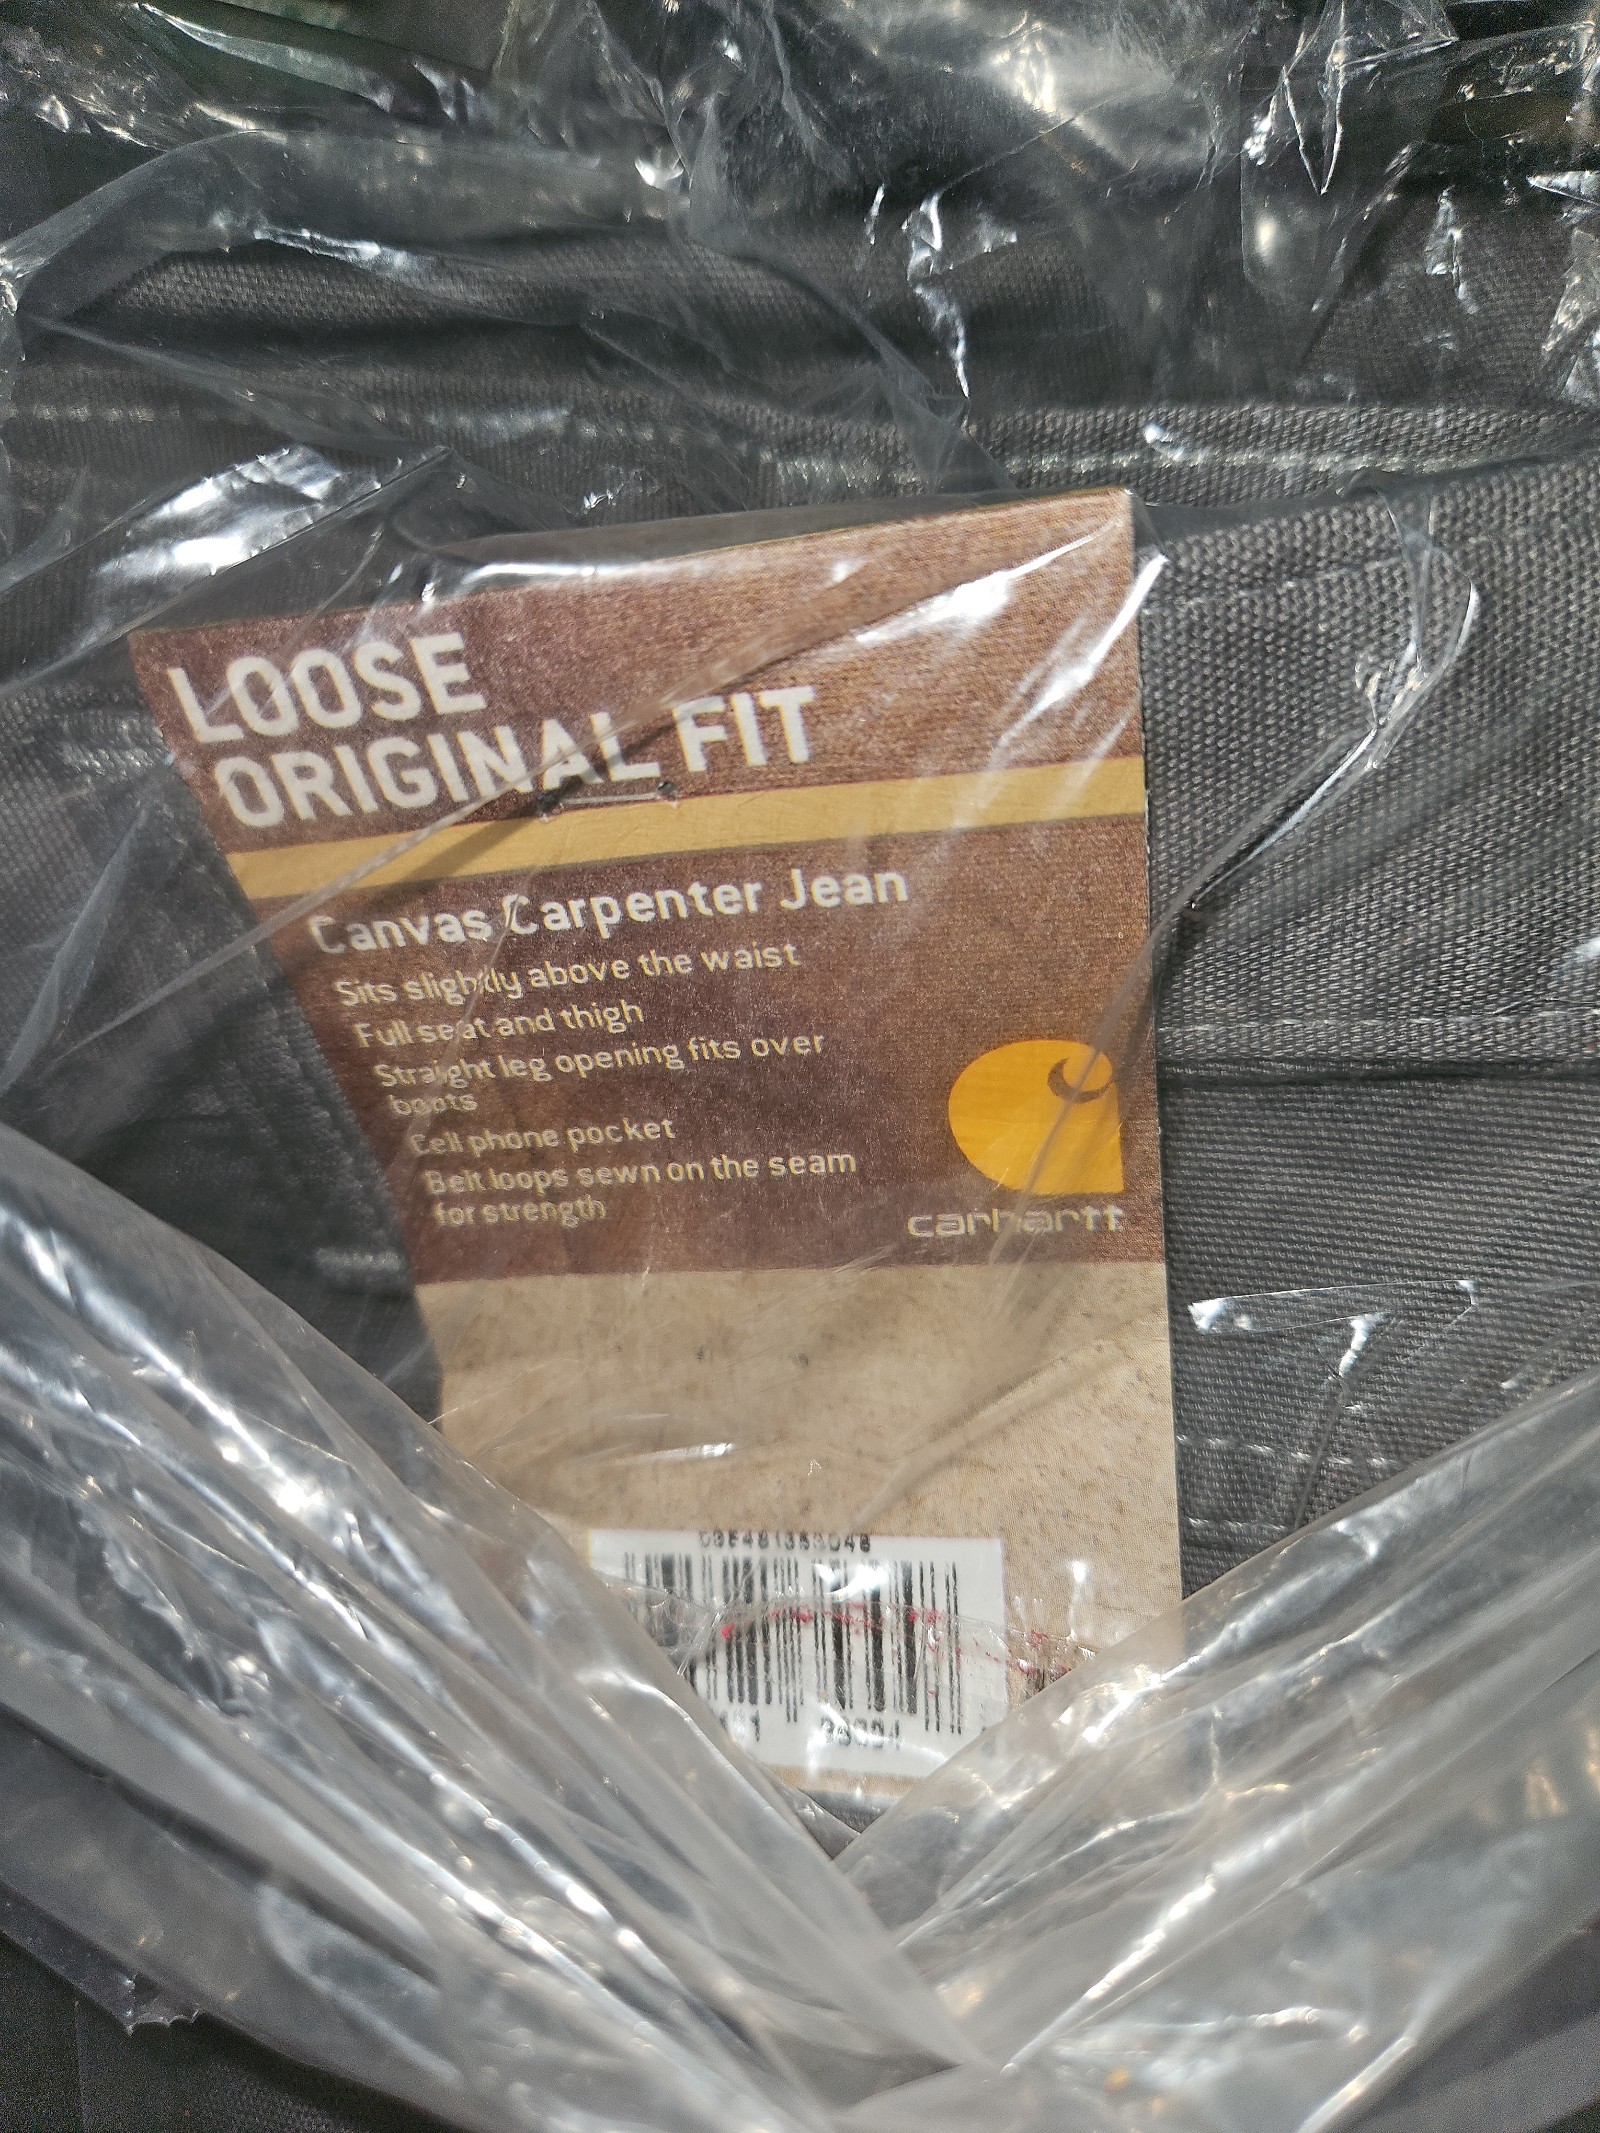 LOOSE
ORIGINAL FIT
Canvas Carpenter Jean
Sits slightly above the waist
Full seat and thigh
Straight leg opening fits over
boots
Cell phone pocket
Belt loops sewn on the seam
for strength
carhartt